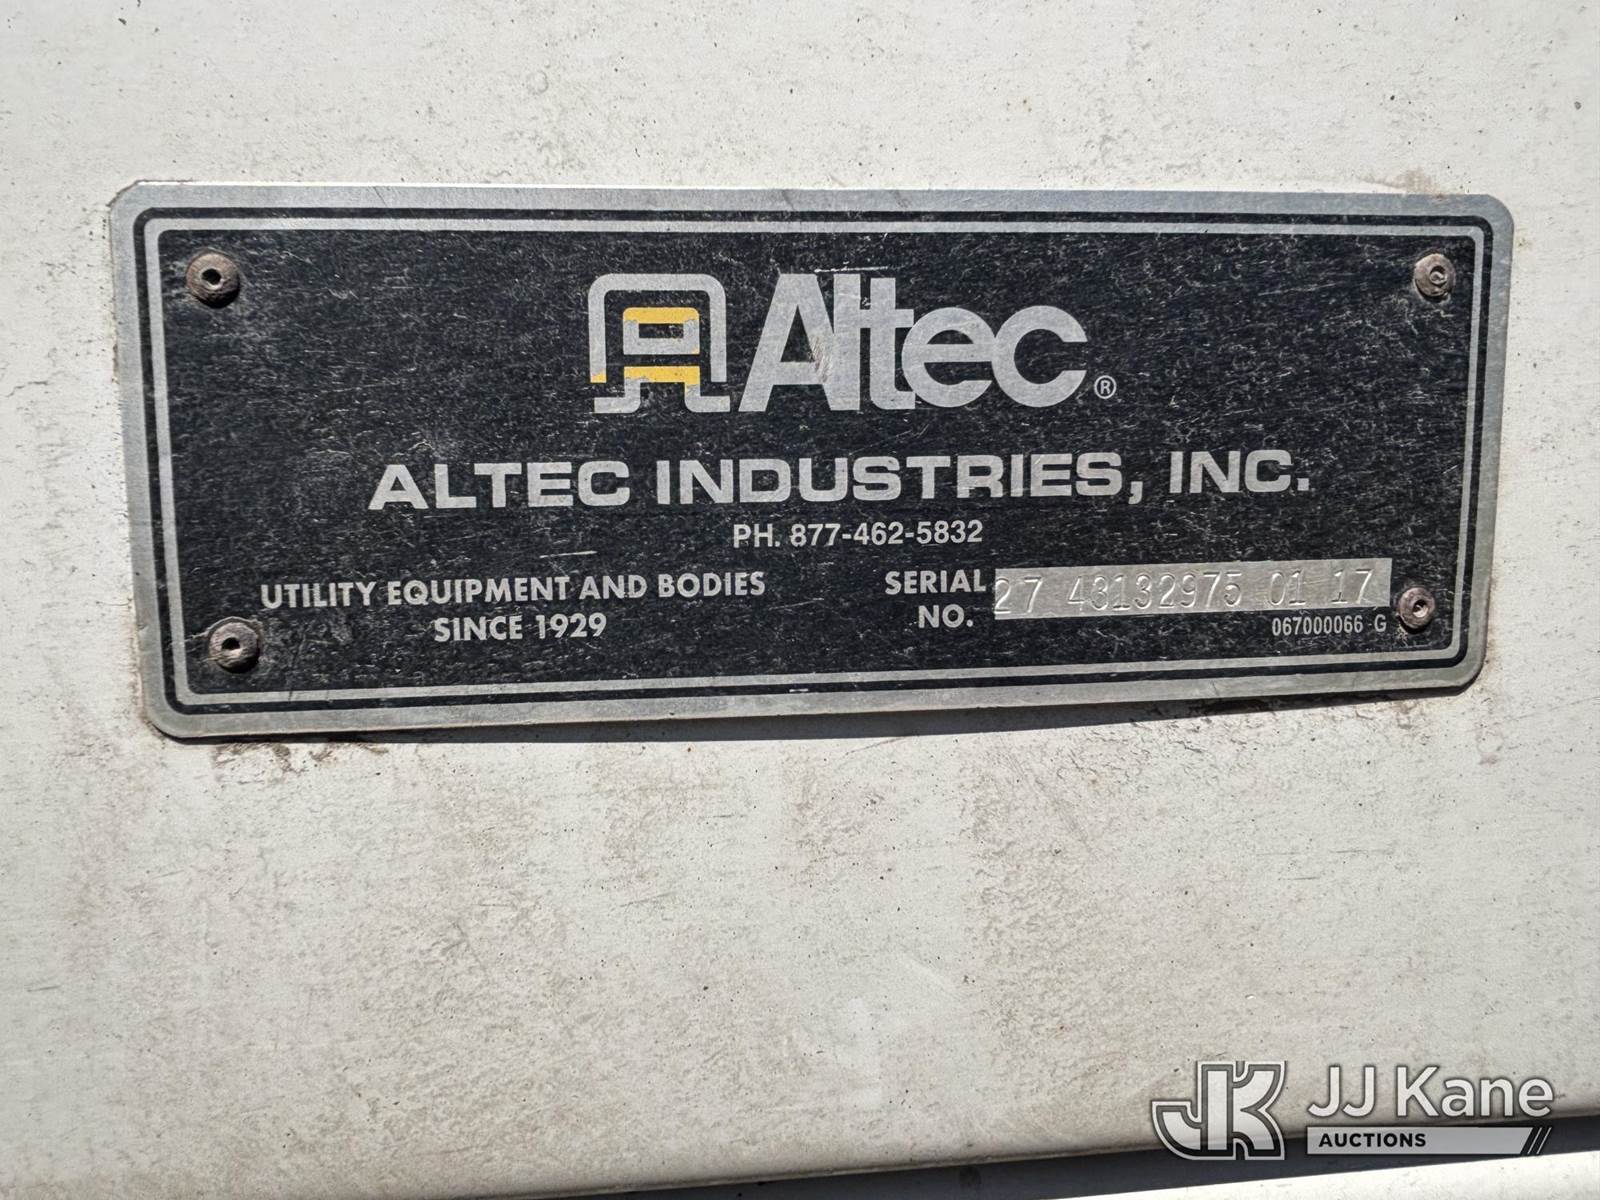 Altec®
ALTEC INDUSTRIES, INC.
PH. 877-462-5832
UTILITY EQUIPMENT AND BODIES
SINCE 1929
SERIAL
NO.
27 43132975 01 17
067000066 G
JK JJ Kane
AUCTIONS